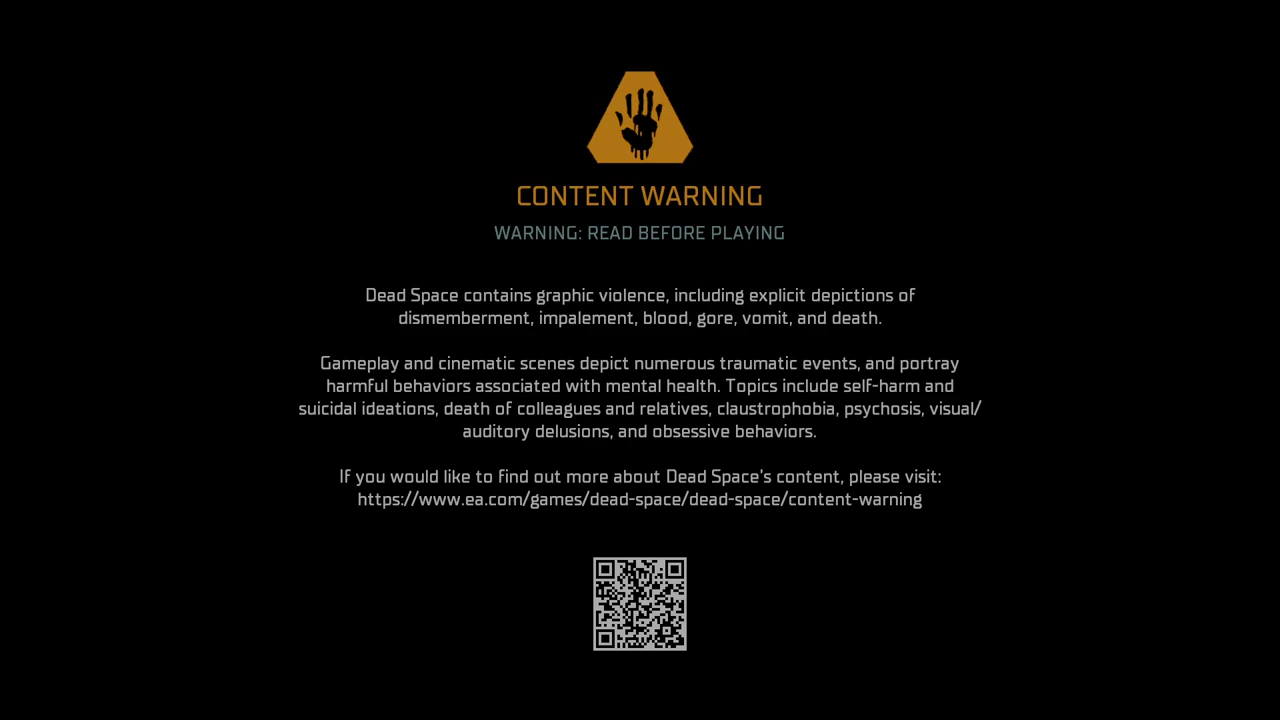 CONTENT WARNING
WARNING: READ BEFORE PLAYING
Dead Space contains graphic violence, including explicit depictions of
dismemberment, impalement, blood, gore, vomit, and death.
Gameplay and cinematic scenes depict numerous traumatic events, and portray
harmful behaviors associated with mental health. Topics include self-harm and
suicidal ideations, death of colleagues and relatives, claustrophobia, psychosis, visual/
auditory delusions, and obsessive behaviors.
If you would like to find out more about Dead Space's content, please visit:
https://www.ea.com/games/dead-space/dead-space/content-warning